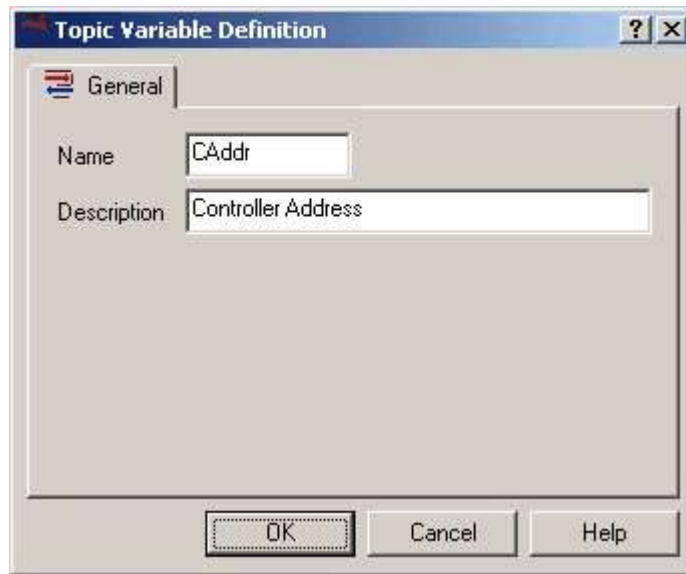 Topic Variable Definition
General
Name CAddr
Description Controller Address
OK Cancel Help